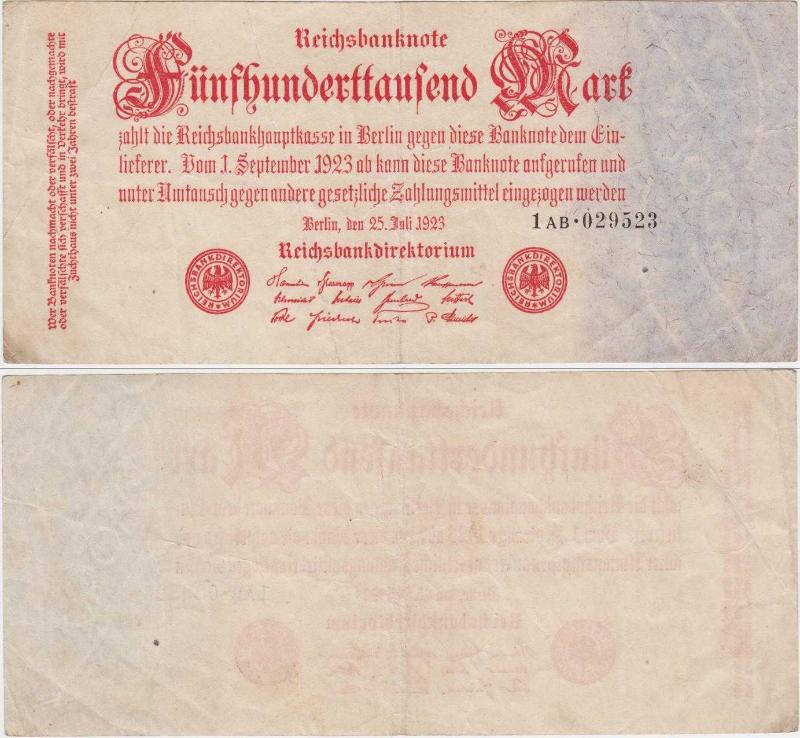 Reichsbanknote
Fünfhunderttausend Mark
zahlt die Reichsbankhauptkasse in Berlin gegen diese Banknote dem Ein-
lieferer. Vom 1. September 1923 ab kann diese Banknote aufgerufen und
unter Umtausch gegen andere gesetzliche Zahlungsmittel eingezogen werden
Berlin, den 25. Juli 1923
1AB·029523
Reichsbankdirektorium
REICHSBANKDIREKTORIUM
REICHSBANKDIREKTORIUM
Wer Banknoten nachmacht oder verfälscht, oder nachgemachte
oder verfälschte sich verschafft und in Verkehr bringt, wird mit
Zuchthaus nicht unter zwei Jahren bestraft